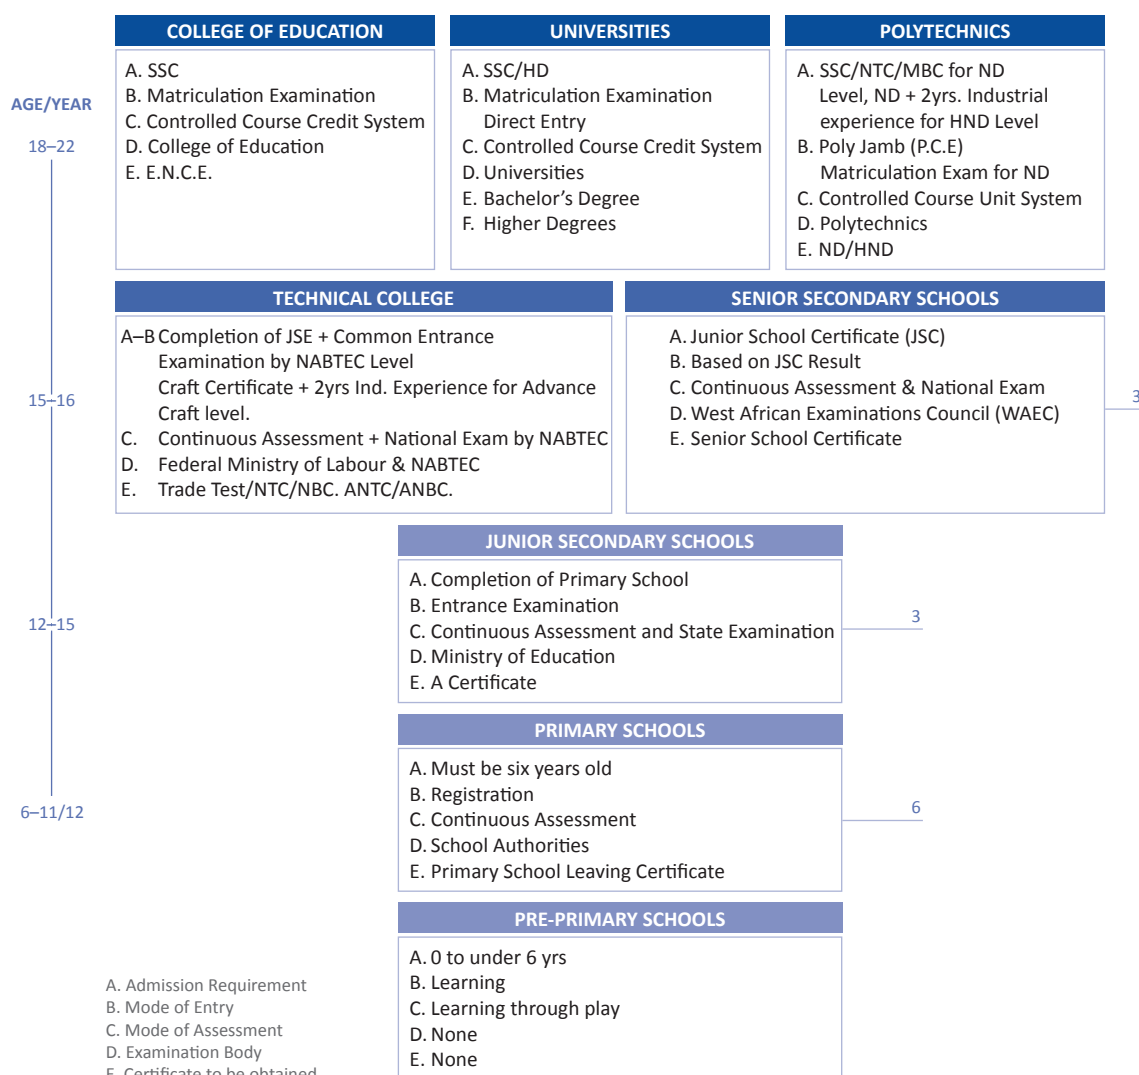 COLLEGE OF EDUCATION
A. SSC
B. Matriculation Examination
C. Controlled Course Credit System
D. College of Education
E. E.N.C.E.
UNIVERSITIES
A. SSC/HD
B. Matriculation Examination
Direct Entry
C. Controlled Course Credit System
D. Universities
E. Bachelor’s Degree
F. Higher Degrees
POLYTECHNICS
A. SSC/NTC/MBC for ND
Level, ND + 2yrs. Industrial
experience for HND Level
B. Poly Jamb (P.C.E)
Matriculation Exam for ND
C. Controlled Course Unit System
D. Polytechnics
E. ND/HND
AGE/YEAR
18–22
TECHNICAL COLLEGE
A–B Completion of JSE + Common Entrance
Examination by NABTEC Level
Craft Certificate + 2yrs Ind. Experience for Advance
Craft level.
C. Continuous Assessment + National Exam by NABTEC
D. Federal Ministry of Labour & NABTEC
E. Trade Test/NTC/NBC. ANTC/ANBC.
SENIOR SECONDARY SCHOOLS
A. Junior School Certificate (JSC)
B. Based on JSC Result
C. Continuous Assessment & National Exam
D. West African Examinations Council (WAEC)
E. Senior School Certificate
15–16
3
JUNIOR SECONDARY SCHOOLS
A. Completion of Primary School
B. Entrance Examination
C. Continuous Assessment and State Examination
D. Ministry of Education
E. A Certificate
12–15
3
PRIMARY SCHOOLS
A. Must be six years old
B. Registration
C. Continuous Assessment
D. School Authorities
E. Primary School Leaving Certificate
6–11/12
6
PRE-PRIMARY SCHOOLS
A. 0 to under 6 yrs
B. Learning
C. Learning through play
D. None
E. None
A. Admission Requirement
B. Mode of Entry
C. Mode of Assessment
D. Examination Body
E. Certificate to be obtained